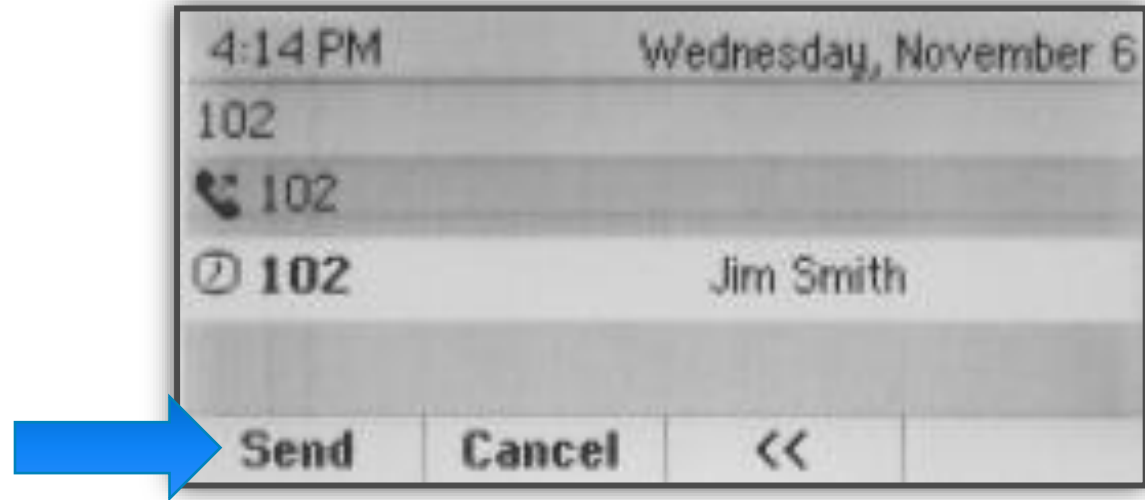 4:14 PM Wednesday, November 6
102
102
102 Jim Smith
Send Cancel <<